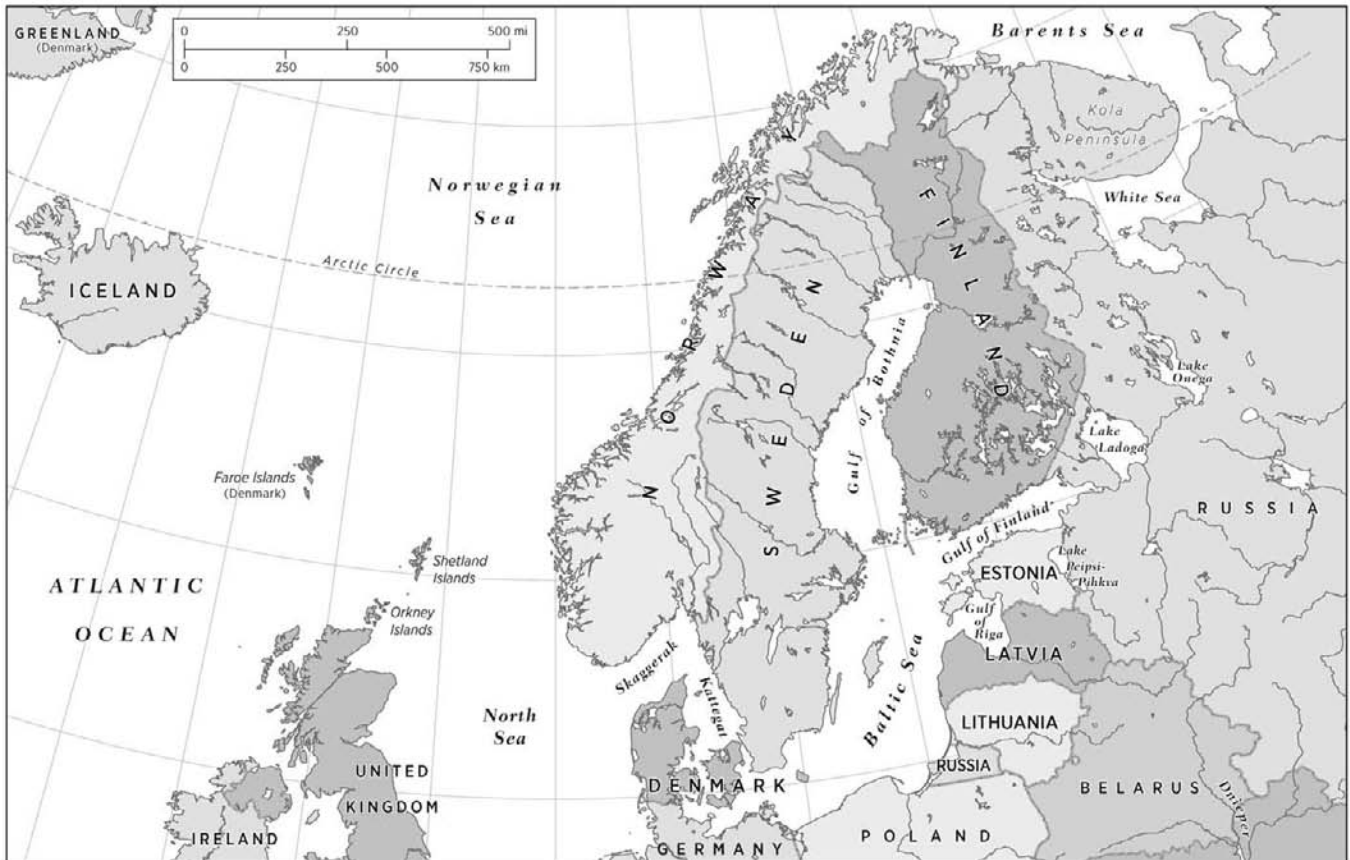 GREENLAND
(Denmark)
0 250 500 mi
0 250 500 750 km
Barents Sea
Kola
Peninsula
White Sea
Norwegian
Sea
Arctic Circle
ICELAND
NORWAY
SWEDEN
FINLAND
Gulf of Bothnia
Lake
Onega
Lake
Ladoga
RUSSIA
Faroe Islands
(Denmark)
Shetland
Islands
Orkney
Islands
ATLANTIC
OCEAN
Gulf of Finland
ESTONIA
Lake
Peipsi-
Pihkva
Gulf
of
Riga
LATVIA
Skaggerak
Kattegat
Baltic Sea
North
Sea
LITHUANIA
RUSSIA
UNITED
KINGDOM
IRELAND
DENMARK
GERMANY
POLAND
BELARUS
Dnieper